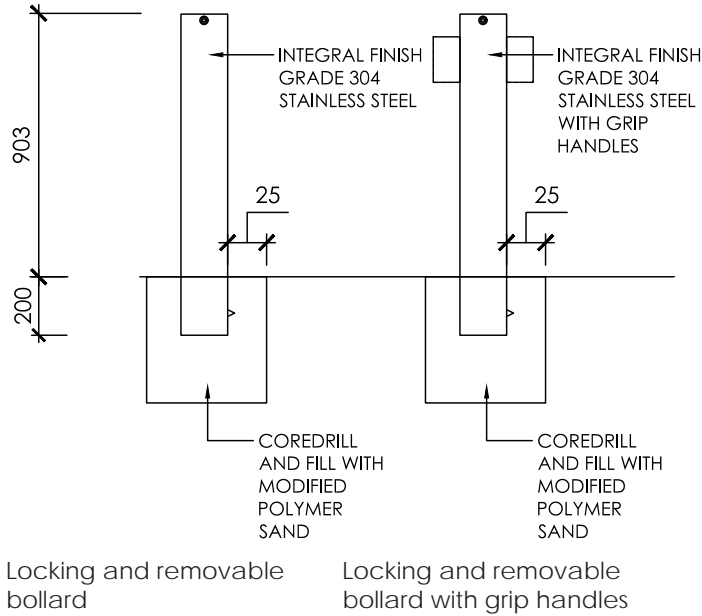 INTEGRAL FINISH
GRADE 304
STAINLESS STEEL
INTEGRAL FINISH
GRADE 304
STAINLESS STEEL
WITH GRIP
HANDLES
903
25
25
200
COREDRILL
AND FILL WITH
MODIFIED
POLYMER
SAND
COREDRILL
AND FILL WITH
MODIFIED
POLYMER
SAND
Locking and removable
bollard
Locking and removable
bollard with grip handles